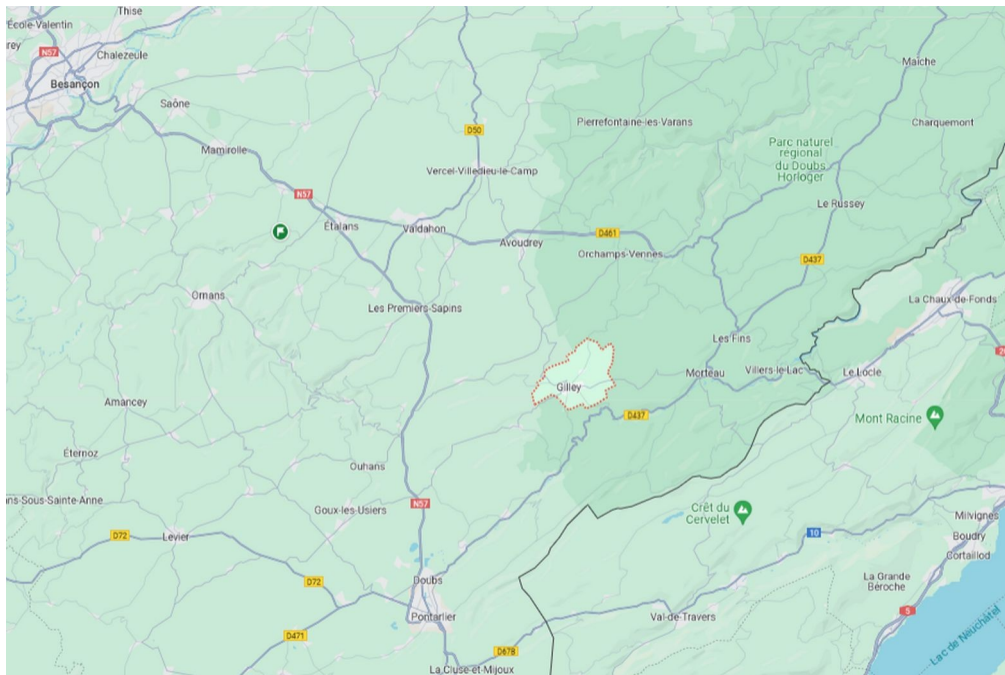 École-Valentin
Thise
N57
Chalezeule
Besançon
Saône
Mamirolle
N57
Étalans
Valdahon
Vercel-Villedieu-le-Camp
D50
Avoudrey
Pierrefontaine-les-Varans
Maîche
Charquemont
Parc naturel
régional
du Doubs
Horloger
Le Russey
D461
Orchamps-Vennes
D437
Ornans
Les Premiers-Sapins
La Chaux-de-Fonds
Les Fins
Gilley
Morteau
Villers-le-Lac
Le Locle
Amancey
D437
Mont Racine
Éternoz
Ouhans
ns-Sous-Sainte-Anne
N57
Goux-les-Usiers
Crêt du
Cervelet
Milvignes
D72
Levier
10
Boudry
Cortaillod
D72
Doubs
La Grande
Béroche
Pontarlier
Val-de-Travers
5
D471
D678
La Cluse-et-Mijoux
Lac de Neuchâtel